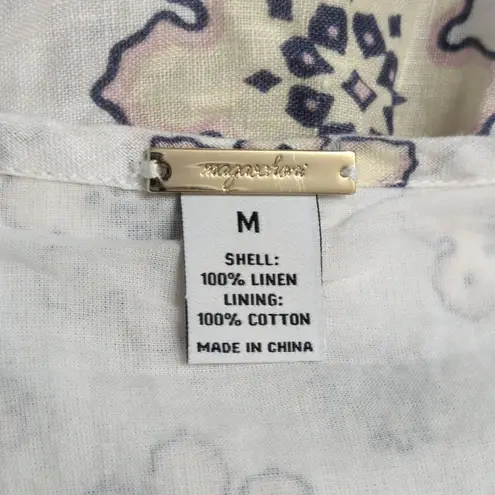 magaschoni
M
SHELL:
100% LINEN
LINING:
100% COTTON
MADE IN CHINA